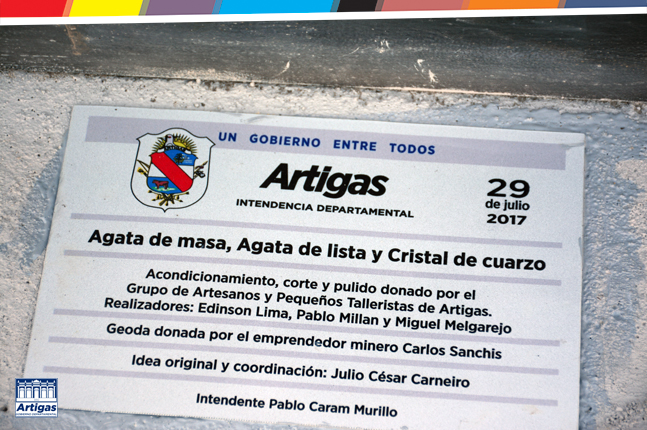 UN GOBIERNO ENTRE TODOS
Artigas
INTENDENCIA DEPARTAMENTAL
29
de julio
2017
Agata de masa, Agata de lista y Cristal de cuarzo
Acondicionamiento, corte y pulido donado por el
Grupo de Artesanos y Pequeños Talleristas de Artigas.
Realizadores: Edinson Lima, Pablo Millan y Miguel Melgarejo
Geoda donada por el emprendedor minero Carlos Sanchis
Idea original y coordinación: Julio César Carneiro
Intendente Pablo Caram Murillo
Artigas
GOBIERNO DEPARTAMENTAL